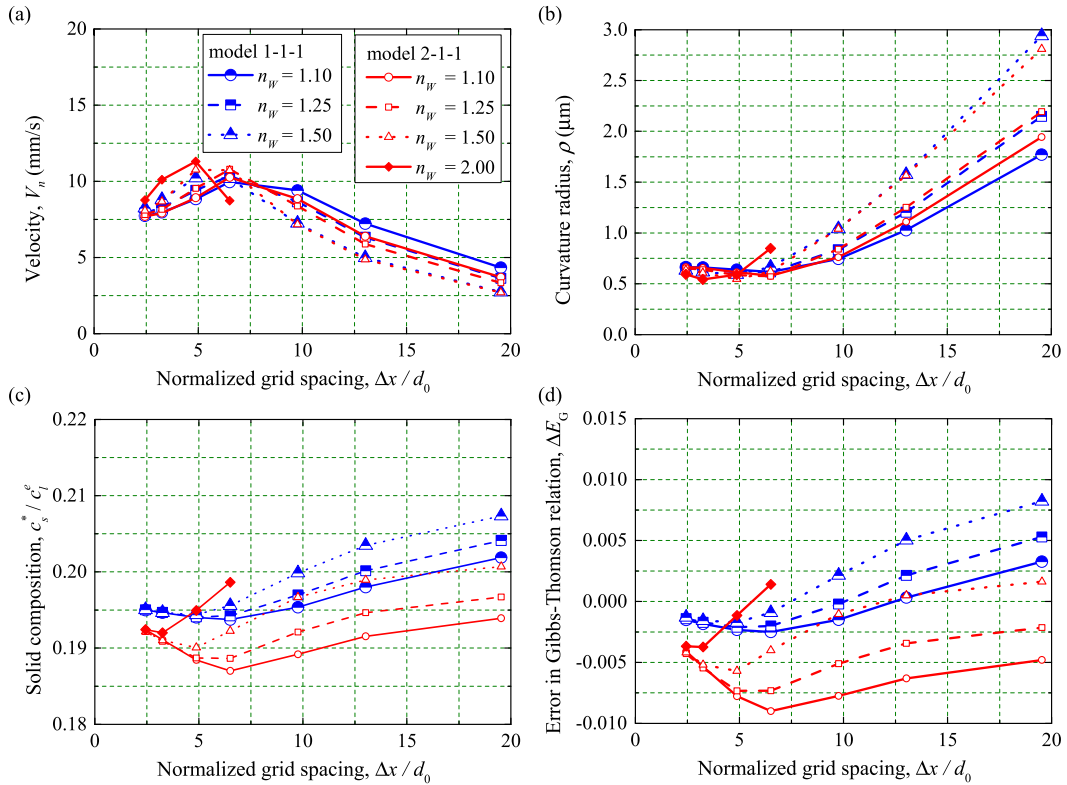 (a)
20
15
10
5
0
Velocity, Vₙ (mm/s)
model 1-1-1
n_W = 1.10
n_W = 1.25
n_W = 1.50
model 2-1-1
n_W = 1.10
n_W = 1.25
n_W = 1.50
n_W = 2.00
0 5 10 15 20
Normalized grid spacing, Δx / d₀
(b)
3.0
2.5
2.0
1.5
1.0
0.5
0.0
Curvature radius, ρ (μm)
0 5 10 15 20
Normalized grid spacing, Δx / d₀
(c)
0.22
0.21
0.20
0.19
0.18
Solid composition, c_s^* / c_l^e
0 5 10 15 20
Normalized grid spacing, Δx / d₀
(d)
0.015
0.010
0.005
0.000
-0.005
-0.010
Error in Gibbs-Thomson relation, ΔE_G
0 5 10 15 20
Normalized grid spacing, Δx / d₀